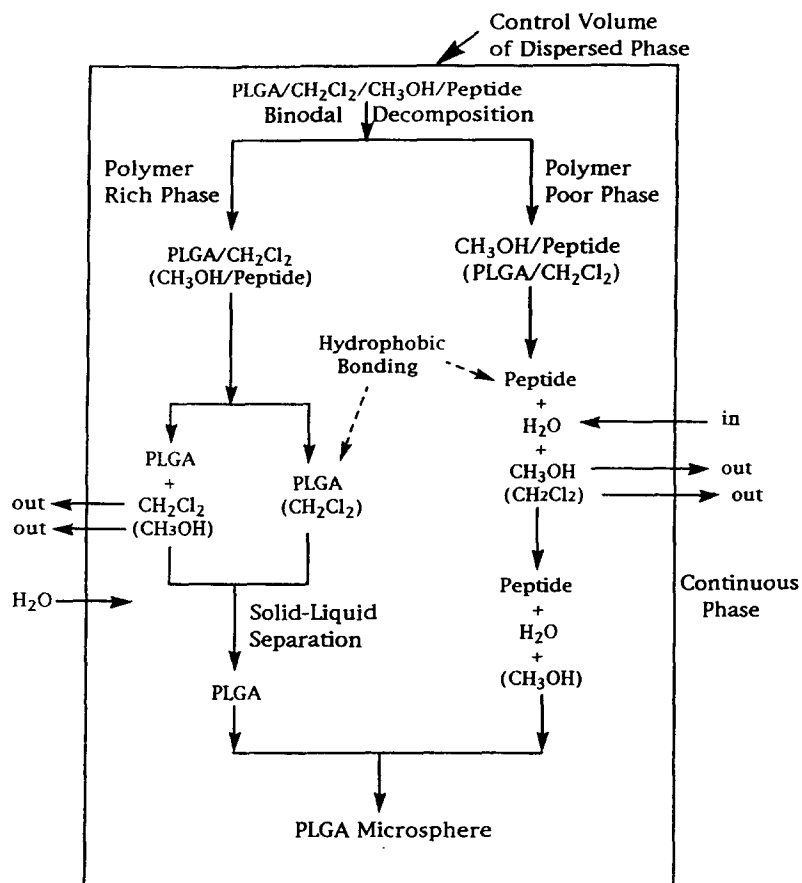 Control Volume
of Dispersed Phase
PLGA/CH₂Cl₂/CH₃OH/Peptide
Binodal Decomposition
Polymer
Rich Phase
Polymer
Poor Phase
PLGA/CH₂Cl₂
(CH₃OH/Peptide)
CH₃OH/Peptide
(PLGA/CH₂Cl₂)
Hydrophobic
Bonding
Peptide
+
H₂O
in
+
CH₃OH
out
(CH₂Cl₂)
out
PLGA
+
CH₂Cl₂
out
(CH₃OH)
out
PLGA
(CH₂Cl₂)
H₂O
Solid-Liquid
Separation
Peptide
+
H₂O
+
(CH₃OH)
Continuous
Phase
PLGA
PLGA Microsphere